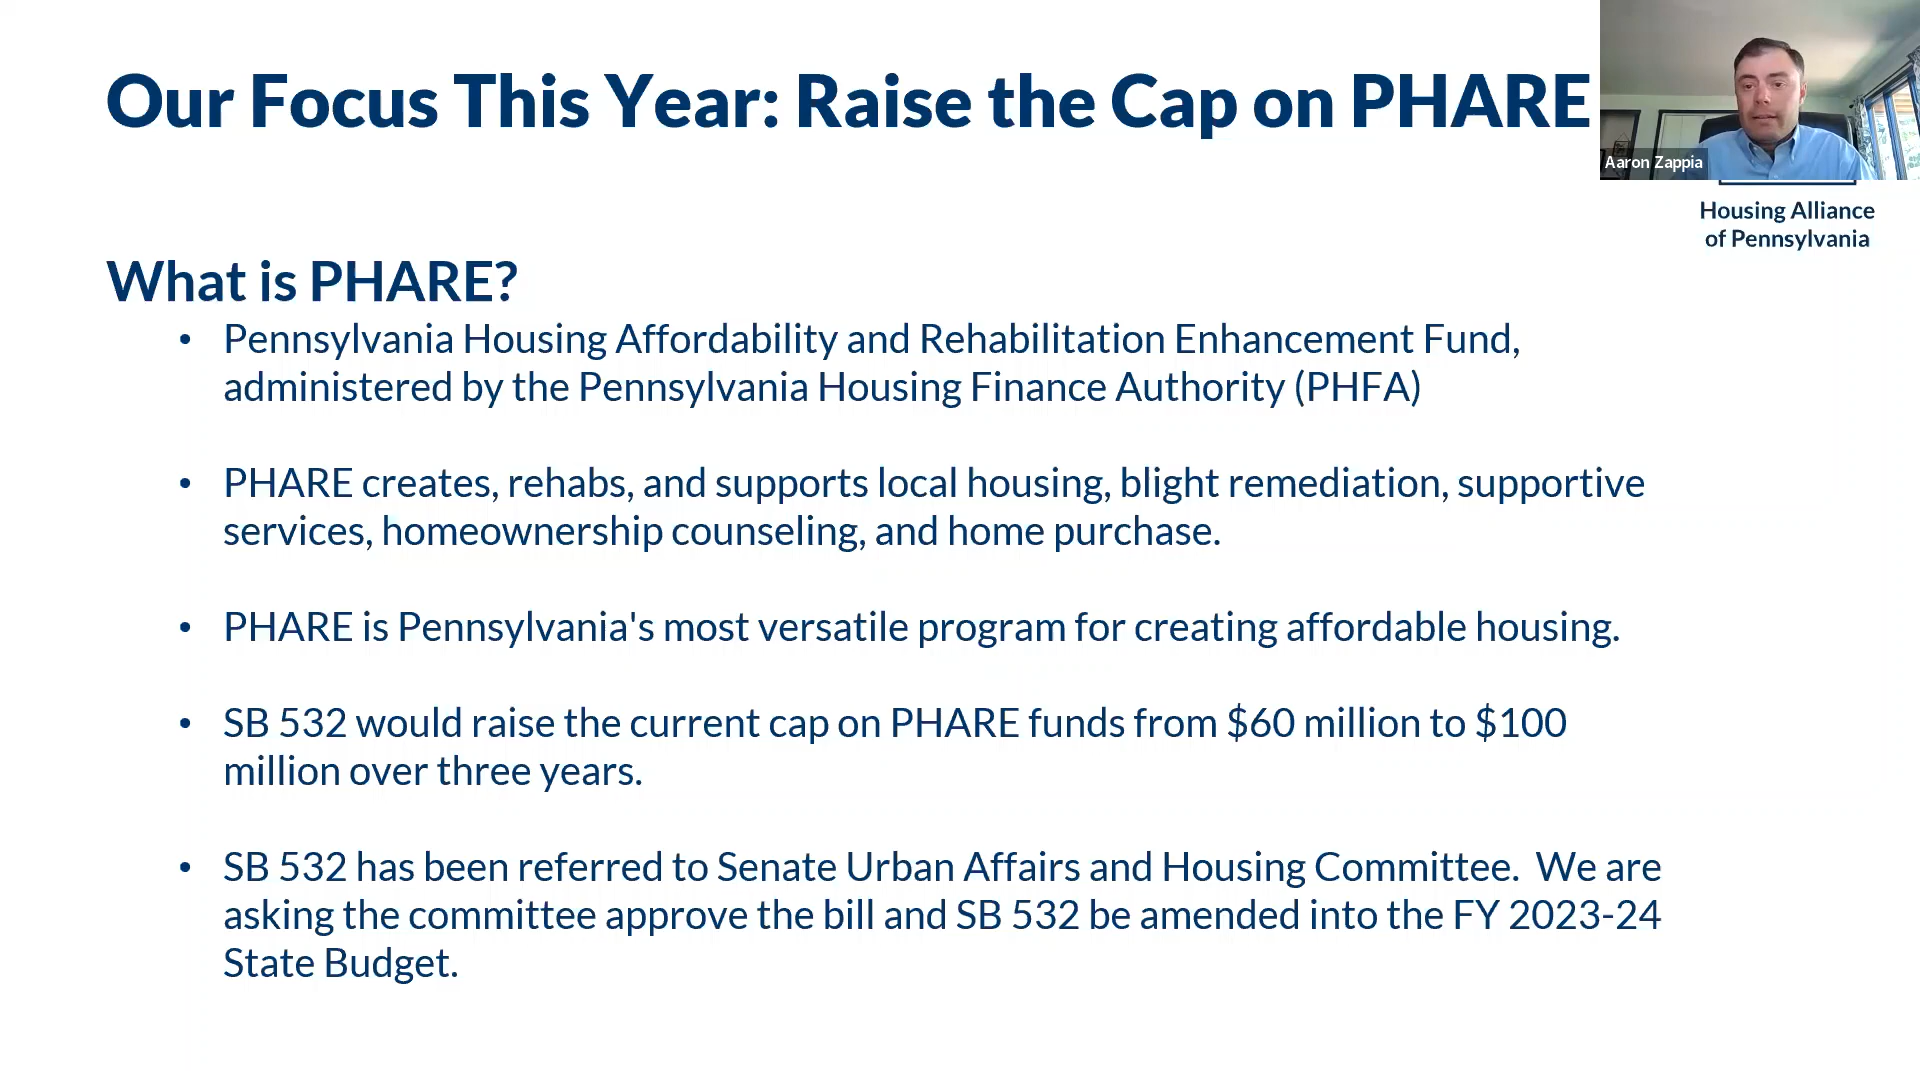 Our Focus This Year: Raise the Cap on PHARE
Aaron Zappia
Housing Alliance
of Pennsylvania
What is PHARE?
• Pennsylvania Housing Affordability and Rehabilitation Enhancement Fund,
administered by the Pennsylvania Housing Finance Authority (PHFA)
• PHARE creates, rehabs, and supports local housing, blight remediation, supportive
services, homeownership counseling, and home purchase.
• PHARE is Pennsylvania's most versatile program for creating affordable housing.
• SB 532 would raise the current cap on PHARE funds from $60 million to $100
million over three years.
• SB 532 has been referred to Senate Urban Affairs and Housing Committee.  We are
asking the committee approve the bill and SB 532 be amended into the FY 2023-24
State Budget.